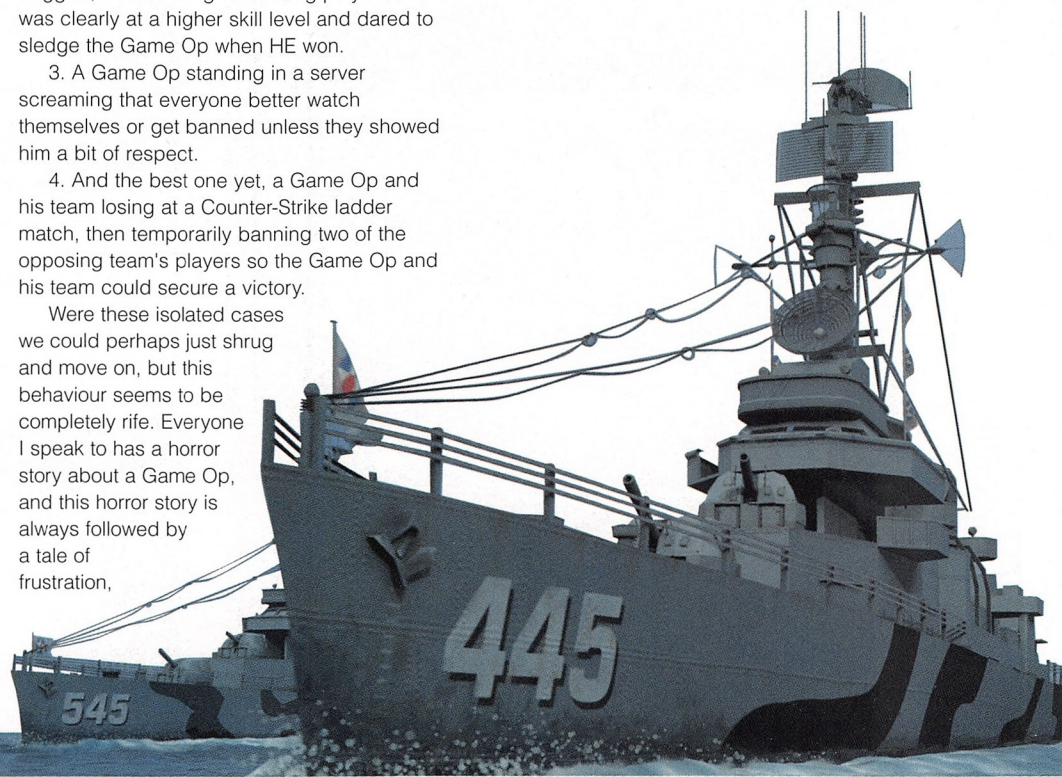 was clearly at a higher skill level and dared to
sledge the Game Op when HE won.
3. A Game Op standing in a server
screaming that everyone better watch
themselves or get banned unless they showed
him a bit of respect.
4. And the best one yet, a Game Op and
his team losing at a Counter-Strike ladder
match, then temporarily banning two of the
opposing team's players so the Game Op and
his team could secure a victory.
Were these isolated cases
we could perhaps just shrug
and move on, but this
behaviour seems to be
completely rife. Everyone
I speak to has a horror
story about a Game Op,
and this horror story is
always followed by
a tale of
frustration,
445
545